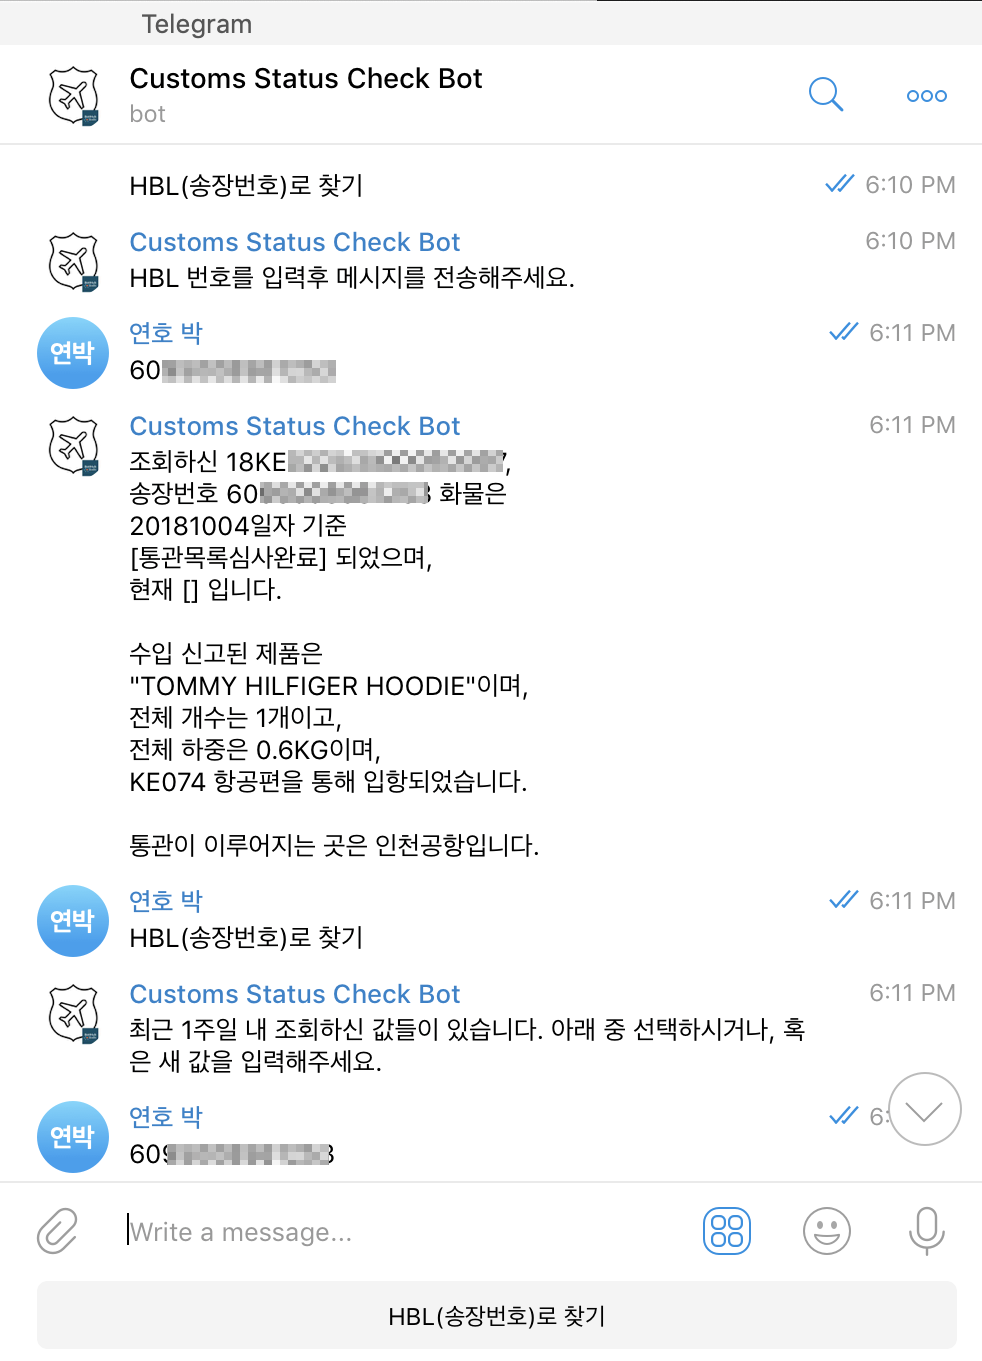 Telegram
Customs Status Check Bot
bot
HBL(송장번호)로 찾기
6:10 PM
Customs Status Check Bot
6:10 PM
HBL 번호를 입력후 메시지를 전송해주세요.
연박
연호 박
6:11 PM
60
Customs Status Check Bot
6:11 PM
조회하신 18KE
송장번호 60 화물은
20181004일자 기준
[통관목록심사완료] 되었으며,
현재 [] 입니다.
수입 신고된 제품은
"TOMMY HILFIGER HOODIE"이며,
전체 개수는 1개이고,
전체 하중은 0.6KG이며,
KE074 항공편을 통해 입항되었습니다.
통관이 이루어지는 곳은 인천공항입니다.
연박
연호 박
6:11 PM
HBL(송장번호)로 찾기
Customs Status Check Bot
6:11 PM
최근 1주일 내 조회하신 값들이 있습니다. 아래 중 선택하시거나, 혹
은 새 값을 입력해주세요.
연박
연호 박
6:
609
Write a message...
HBL(송장번호)로 찾기